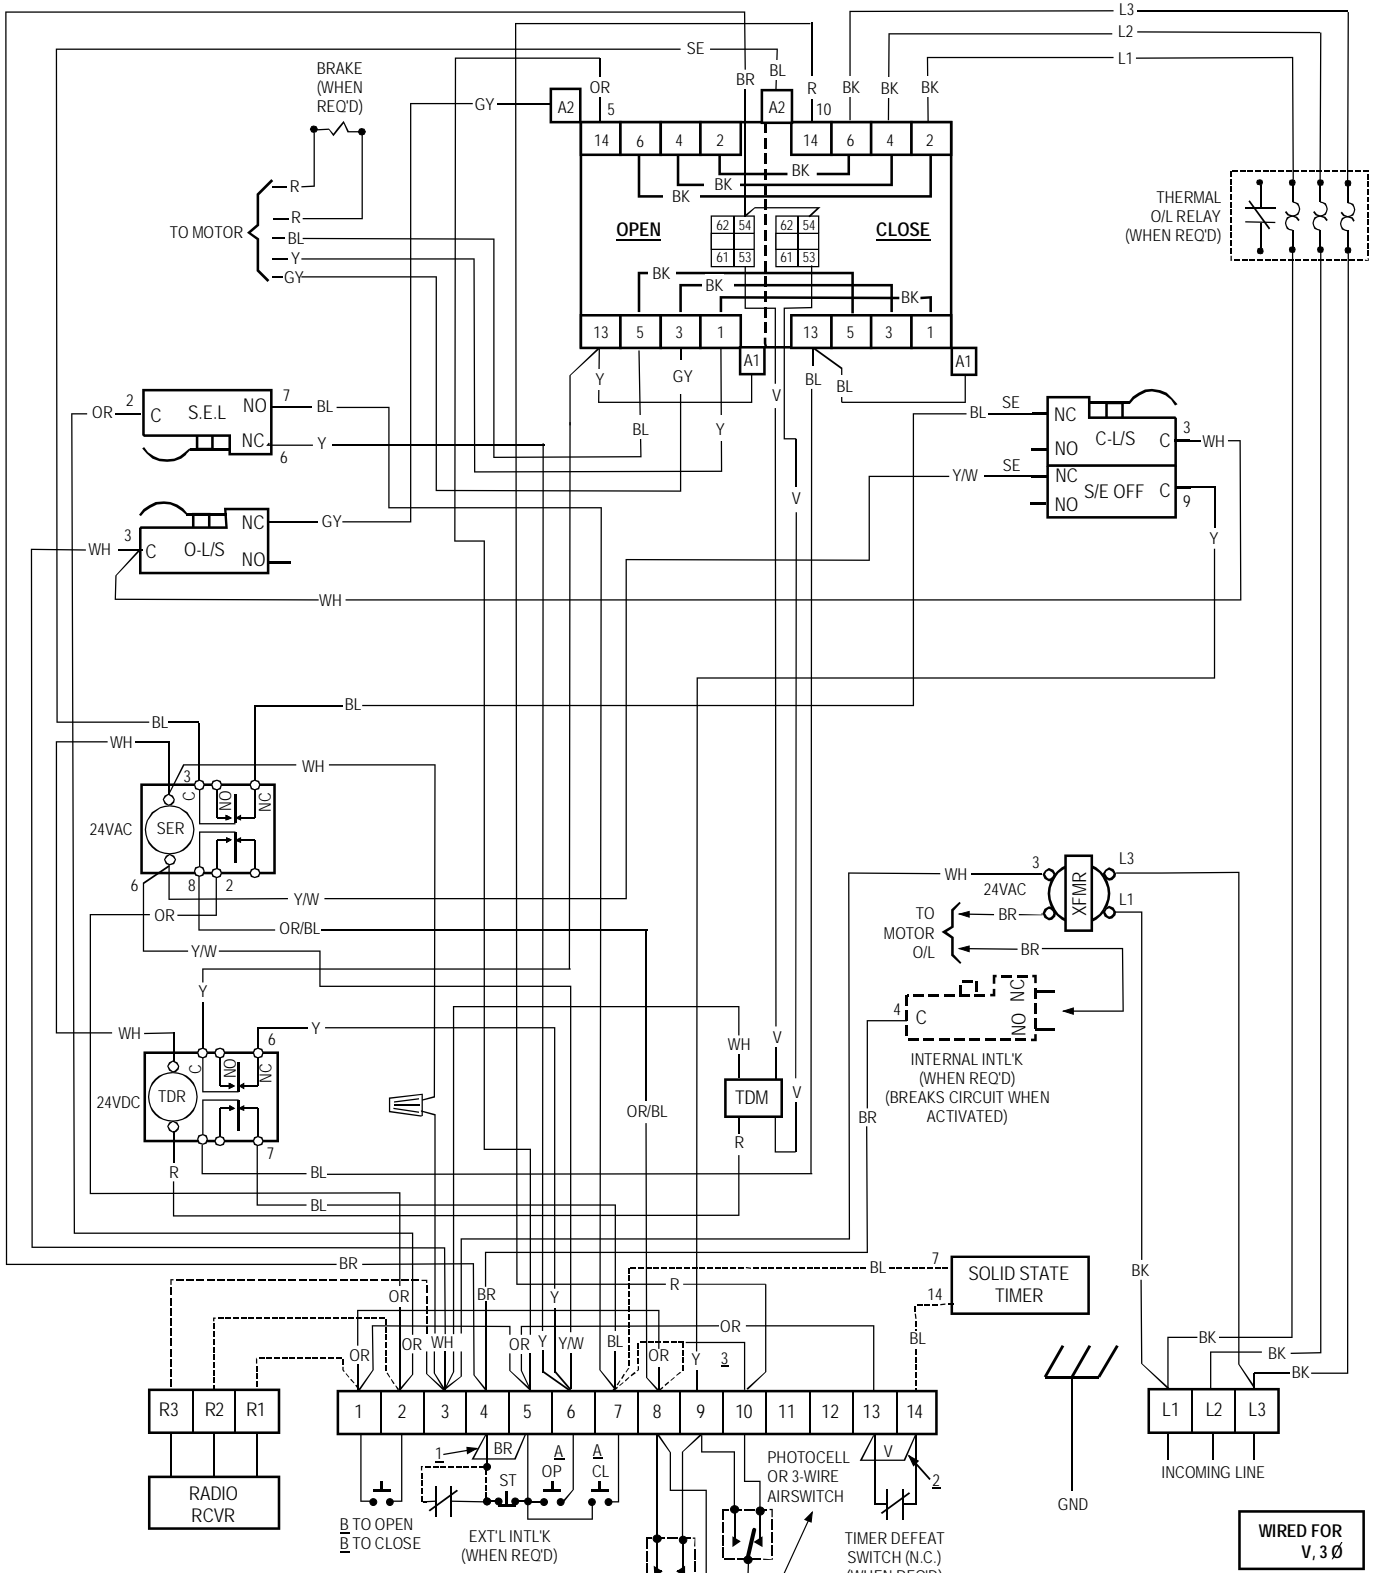 L3
SE
L2
BRAKE
(WHEN
REQ'D)
BR
BL
L1
OR
R
BK
BK
BK
GY
A2
5
A2
10
14
6
4
2
14
6
4
2
R
BK
BK
BK
THERMAL
O/L RELAY
(WHEN REQ'D)
R
TO MOTOR
BL
Y
GY
OPEN
62
54
62
54
CLOSE
61
53
61
53
BK
BK
BK
13
5
3
1
13
5
3
1
A1
A1
Y
GY
BL
BL
V
2
OR
C
S.E.L
NO
7
BL
NC
Y
6
BL
Y
BL
SE
NC
C-L/S
C
3
WH
NO
Y/W
SE
NC
S/E OFF
C
9
NO
V
Y
3
WH
C
O-L/S
NC
GY
NO
WH
BL
BL
WH
3
WH
C
NO
NC
24VAC
SER
6
8
2
Y/W
OR
OR/BL
Y/W
Y
3
WH
L3
24VAC
XFMR
TO
MOTOR
O/L
BR
L1
BR
4
C
NC
NO
INTERNAL INTL'K
(WHEN REQ'D)
(BREAKS CIRCUIT WHEN
ACTIVATED)
WH
Y
6
C
NO
NC
24VDC
TDR
7
R
BL
BL
WH
V
TDM
V
R
OR/BL
BR
BR
BL
7
SOLID STATE
TIMER
14
BL
BK
R
OR
BR
Y
OR
OR
OR
WH
OR
Y
Y/W
BL
OR
Y
3
BK
BK
BK
R3
R2
R1
1
2
3
4
5
6
7
8
9
10
11
12
13
14
L1
L2
L3
RADIO
RCVR
1
BR
ST
A
OP
A
CL
V
2
PHOTOCELL
OR 3-WIRE
AIRSWITCH
INCOMING LINE
GND
B TO OPEN
B TO CLOSE
EXT'L INTL'K
(WHEN REQ'D)
TIMER DEFEAT
SWITCH (N.C.)
(WHEN REQ'D)
WIRED FOR
V, 3 Ø